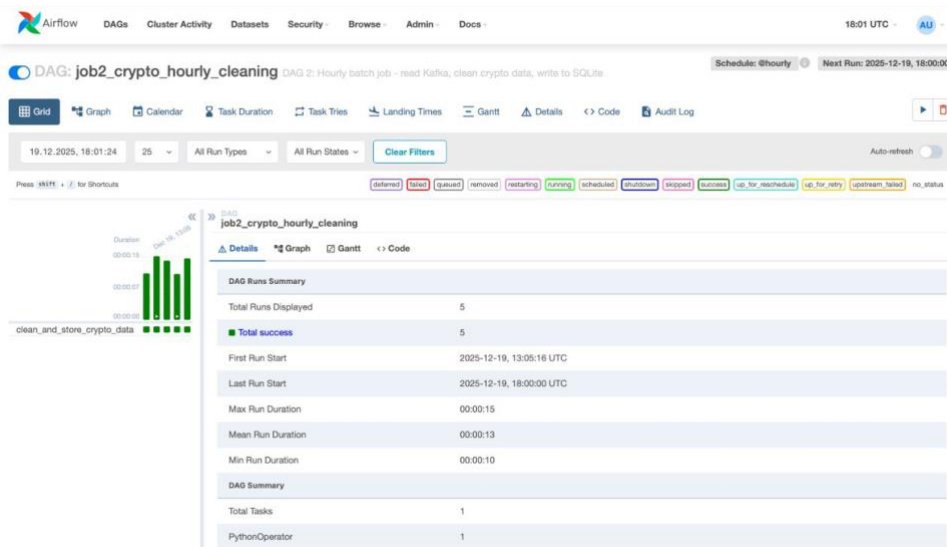 Airflow DAGs Cluster Activity Datasets Security Browse Admin Docs 18:01 UTC AU
DAG: job2_crypto_hourly_cleaning DAG 2: Hourly batch job - read Kafka, clean crypto data, write to SQLite Schedule: @hourly Next Run: 2025-12-19, 18:00:00
Grid Graph Calendar Task Duration Task Tries Landing Times Gantt Details <> Code Audit Log
19.12.2025, 18:01:24 25 All Run Types All Run States Clear Filters Auto-refresh
Press shift + / for Shortcuts deferred failed queued removed restarting running scheduled shutdown skipped success up_for_reschedule up_for_retry upstream_failed no_status
DAG
job2_crypto_hourly_cleaning
Duration
00:00:15
00:00:07
00:00:00
clean_and_store_crypto_data
Details Graph Gantt <> Code
DAG Runs Summary
Total Runs Displayed 5
Total success 5
First Run Start 2025-12-19, 13:05:16 UTC
Last Run Start 2025-12-19, 18:00:00 UTC
Max Run Duration 00:00:15
Mean Run Duration 00:00:13
Min Run Duration 00:00:10
DAG Summary
Total Tasks 1
PythonOperator 1